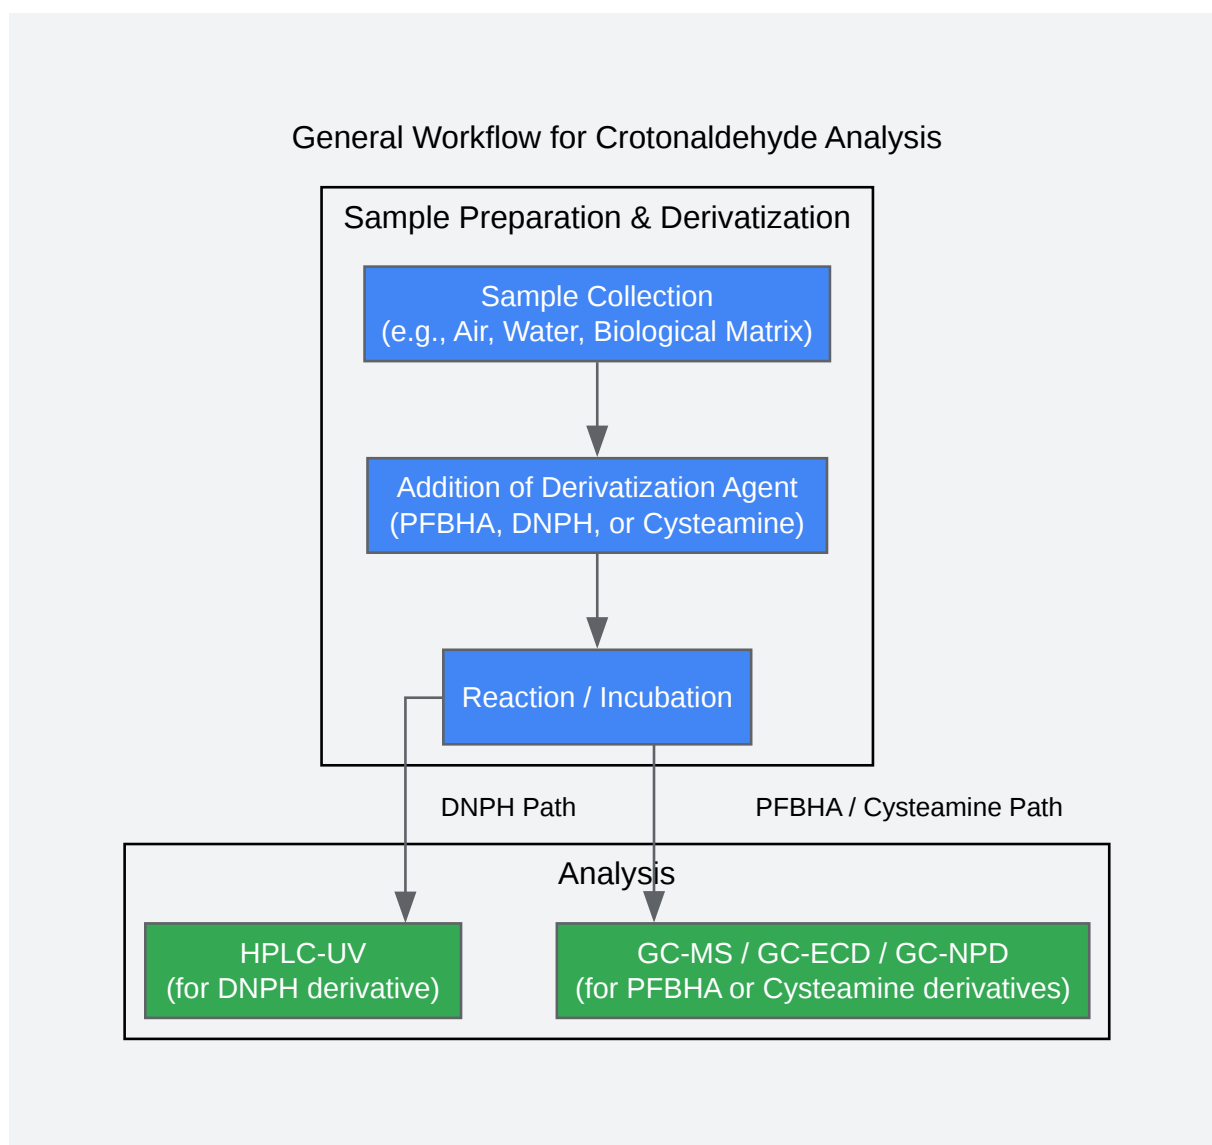 General Workflow for Crotonaldehyde Analysis
Sample Preparation & Derivatization
Sample Collection
(e.g., Air, Water, Biological Matrix)
Addition of Derivatization Agent
(PFBHA, DNPH, or Cysteamine)
Reaction / Incubation
DNPH Path
PFBHA / Cysteamine Path
Analysis
HPLC-UV
(for DNPH derivative)
GC-MS / GC-ECD / GC-NPD
(for PFBHA or Cysteamine derivatives)